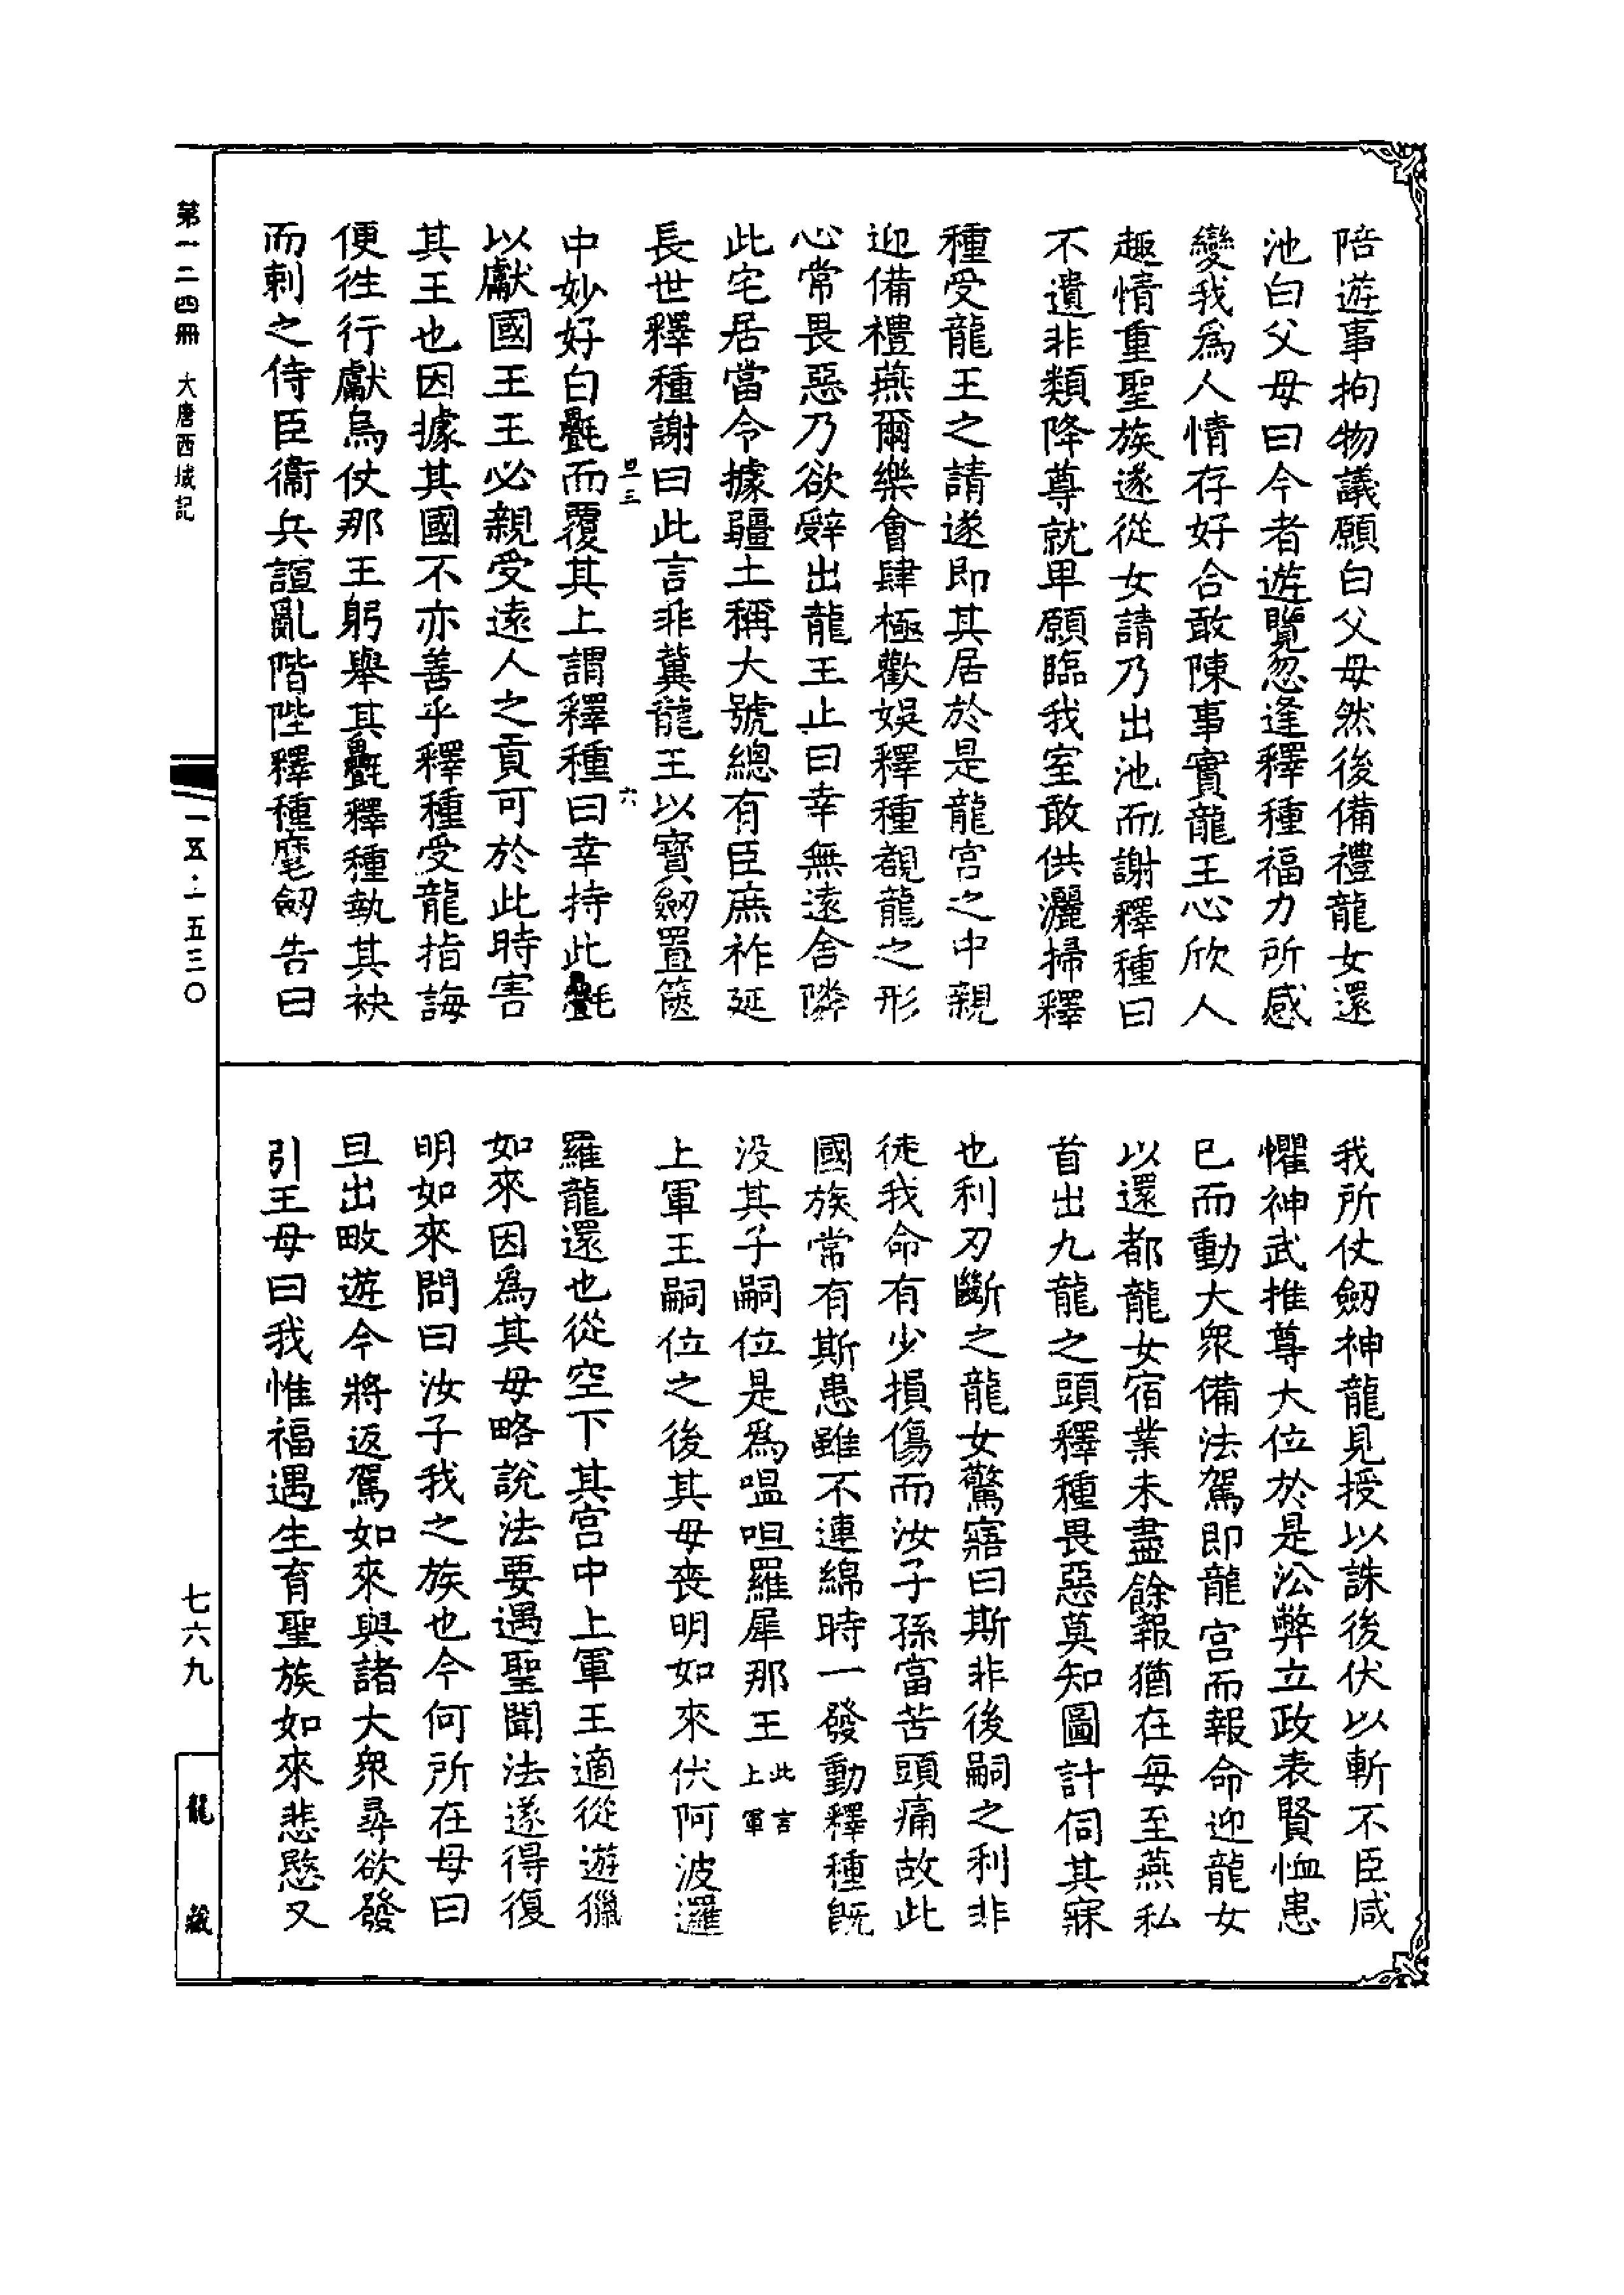 陪遊事拘物議願白父母然後備禮龍女還
池白父母曰今者遊覽忽逢釋種福力所感
變我為人情存好合敢陳事實龍王心欣人
趣情重聖族遂從女請乃出池而謝釋種曰
不遺非類降尊就卑願臨我室敢供灑掃釋
種受龍王之請遂即其居於是龍宮之中親
迎備禮燕爾樂會肆極歡娛釋種覩龍之形
心常畏惡乃欲辭出龍王止曰幸無遠舍隣
此宅居當令據疆土稱大號總有臣庶祚延
長世釋種謝曰此言非冀龍王以寶劒置篋
旦三 六
中妙好白㲲而覆其上謂釋種曰幸持此㲲
以獻國王王必親受遠人之貢可於此時害
其王也因據其國不亦善乎釋種受龍指誨
便徃行獻烏仗那王躬舉其㲲釋種執其袂
而刺之侍臣衞兵諠亂階陛釋種麾劒告曰
我所仗劒神龍見授以誅後伏以斬不臣咸
懼神武推尊大位於是㳂弊立政表賢恤患
已而動大衆備法駕即龍宮而報命迎龍女
以還都龍女宿業未盡餘報猶在每至燕私
首出九龍之頭釋種畏惡莫知圖計伺其寐
也利刃斷之龍女驚寤曰斯非後嗣之利非
徒我命有少損傷而汝子孫當苦頭痛故此
國族常有斯患雖不連綿時一發動釋種旣
没其子嗣位是爲嗢呾羅犀那王此言上軍
上軍王嗣位之後其母丧明如來伏阿波邏
羅龍還也從空下其宮中上軍王適從遊獵
如來因爲其母略說法要遇聖聞法遂得復
明如來問曰汝子我之族也今何所在母曰
旦出畋遊今將返駕如來與諸大衆尋欲發
引王母曰我惟福遇生育聖族如來悲愍又
第一二四冊 大唐西域記
一五·一五三〇
七六九
龍藏